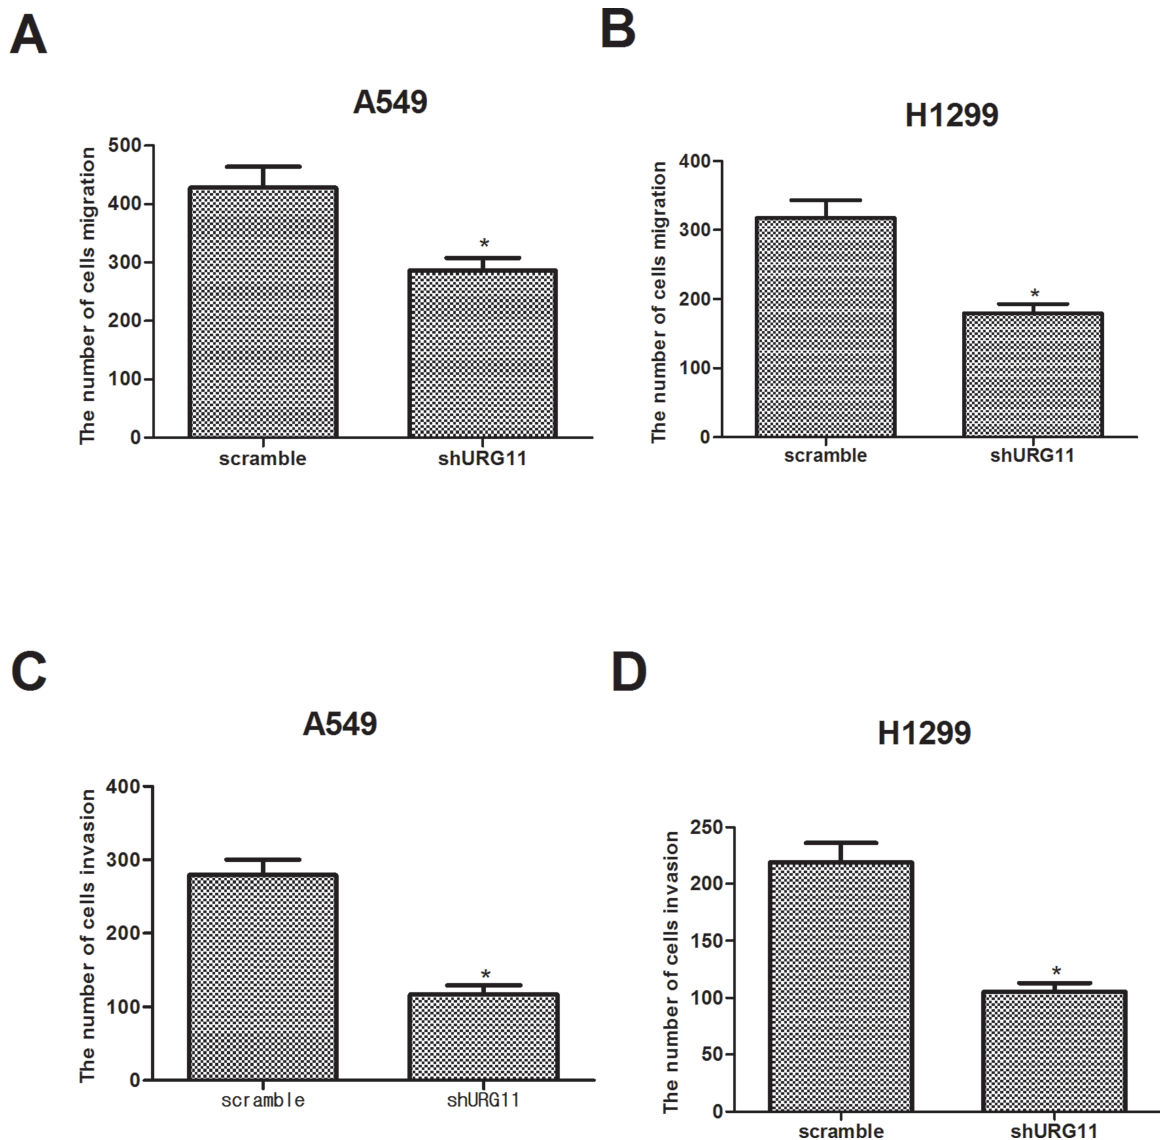 A
A549
The number of cells migration
500
400
300
200
100
0
*
scramble
shURG11
B
H1299
The number of cells migration
400
300
200
100
0
*
scramble
shURG11
C
A549
The number of cells invasion
400
300
200
100
0
*
scramble
shURG11
D
H1299
The number of cells invasion
250
200
150
100
50
0
*
scramble
shURG11